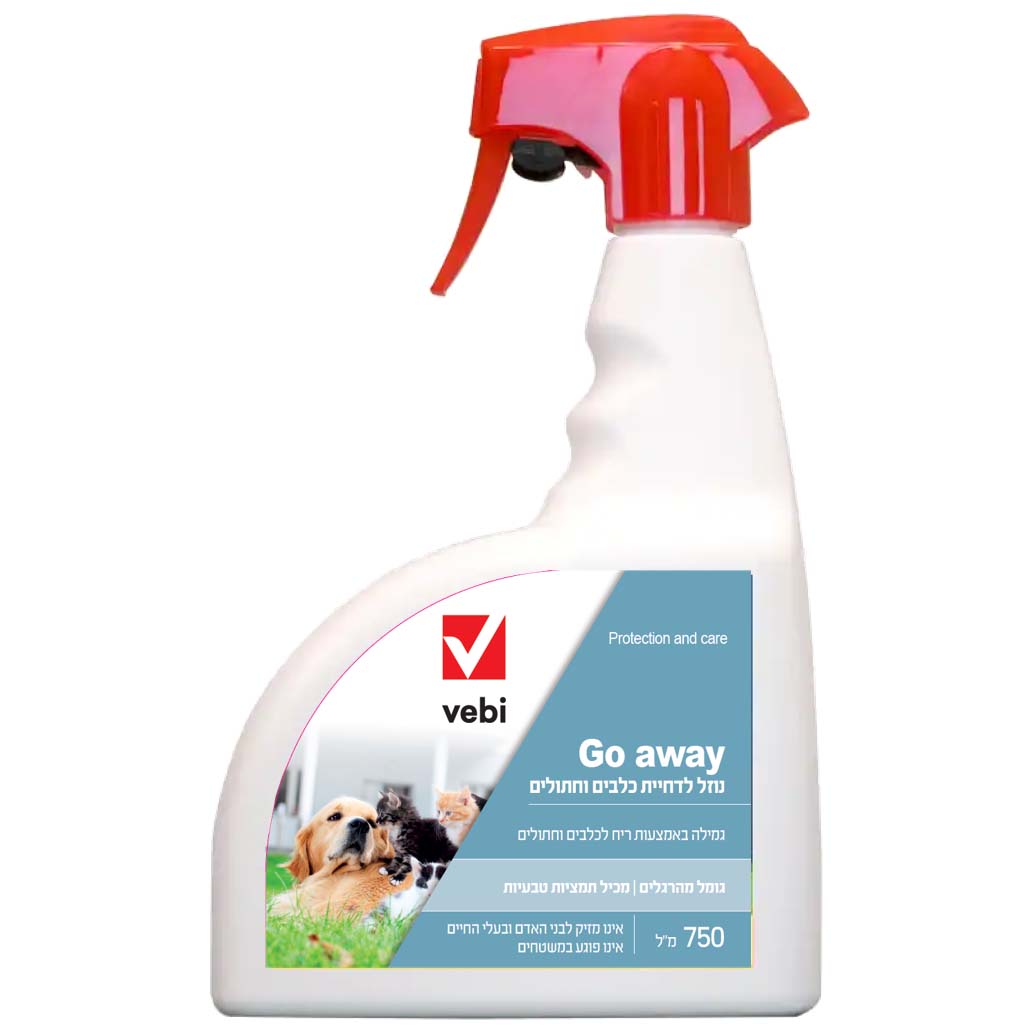 vebi
Protection and care
Go away
נוזל לדחיית כלבים וחתולים
גמילה באמצעות ריח לכלבים וחתולים
גומל מהרגלים | מכיל תמציות טבעיות
750 מ"ל
אינו מזיק לבני האדם ובעלי החיים
אינו פוגע במשטחים